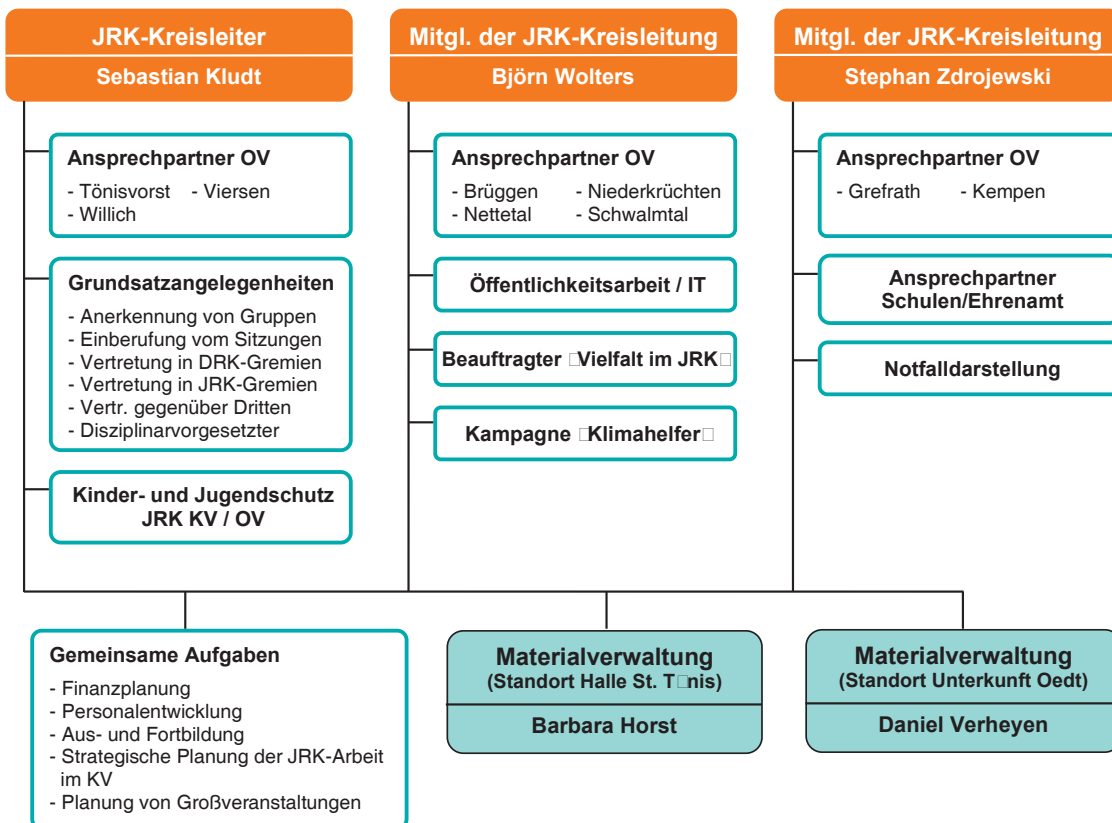 JRK-Kreisleiter
Sebastian Kludt
Ansprechpartner OV
- Tönisvorst - Viersen
- Willich
Grundsatzangelegenheiten
- Anerkennung von Gruppen
- Einberufung vom Sitzungen
- Vertretung in DRK-Gremien
- Vertretung in JRK-Gremien
- Vertr. gegenüber Dritten
- Disziplinarvorgesetzter
Kinder- und Jugendschutz
JRK KV / OV
Mitgl. der JRK-Kreisleitung
Björn Wolters
Ansprechpartner OV
- Brüggen - Niederkrüchten
- Nettetal - Schwalmtal
Öffentlichkeitsarbeit / IT
Beauftragter □Vielfalt im JRK□
Kampagne □Klimahelfer□
Mitgl. der JRK-Kreisleitung
Stephan Zdrojewski
Ansprechpartner OV
- Grefrath - Kempen
Ansprechpartner
Schulen/Ehrenamt
Notfalldarstellung
Gemeinsame Aufgaben
- Finanzplanung
- Personalentwicklung
- Aus- und Fortbildung
- Strategische Planung der JRK-Arbeit
im KV
- Planung von Großveranstaltungen
Materialverwaltung
(Standort Halle St. T□nis)
Barbara Horst
Materialverwaltung
(Standort Unterkunft Oedt)
Daniel Verheyen